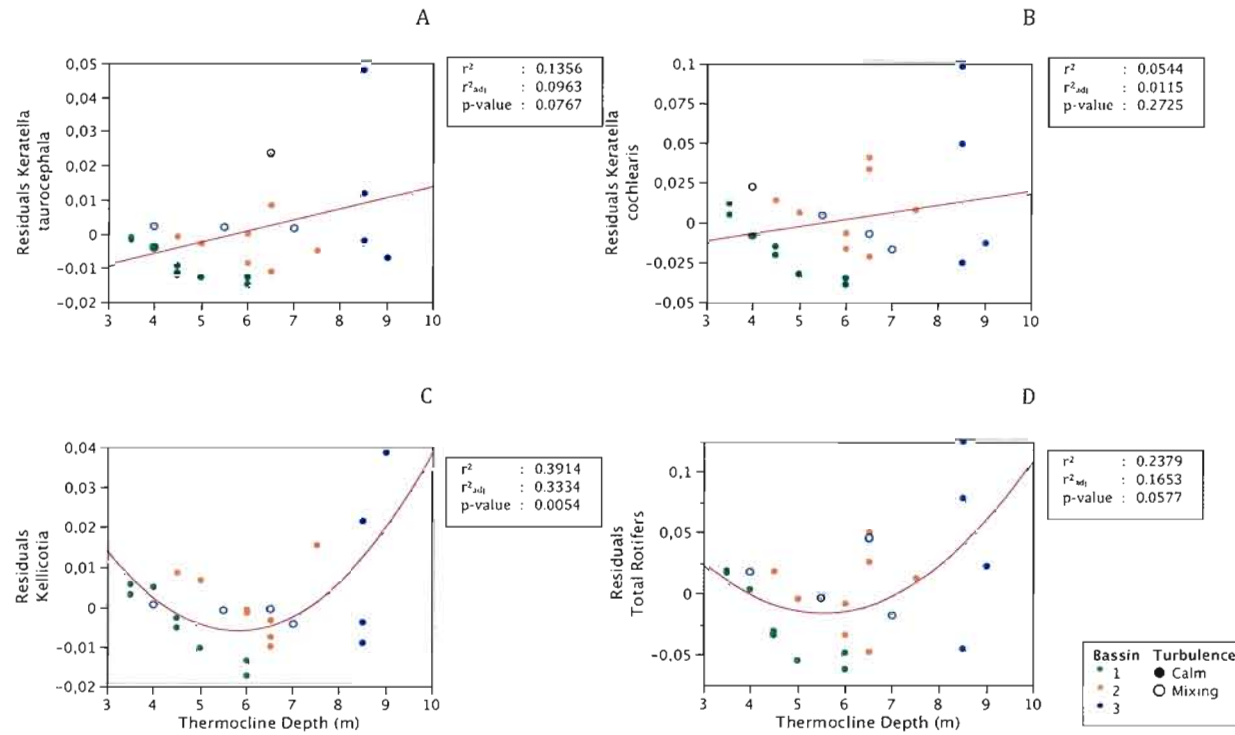 A
Residuals Keratella
taurocephala
0,05
0,04
0,03
0,02
0,01
0
-0,01
-0,02
3 4 5 6 7 8 9 10
r² : 0.1356
r²adj : 0.0963
p-value : 0.0767
B
Residuals Keratella
cochlearis
0,1
0,075
0,05
0,025
0
-0,025
-0,05
3 4 5 6 7 8 9 10
r² : 0.0544
r²adj : 0.0115
p-value : 0.2725
C
Residuals
Kellicotia
0,04
0,03
0,02
0,01
0
-0,01
-0,02
3 4 5 6 7 8 9 10
Thermocline Depth (m)
r² : 0.3914
r²adj : 0.3334
p-value : 0.0054
D
Residuals
Total Rotifers
0,1
0,05
0
-0,05
3 4 5 6 7 8 9 10
Thermocline Depth (m)
r² : 0.2379
r²adj : 0.1653
p-value : 0.0577
Bassin Turbulence
1 Calm
2 Mixing
3